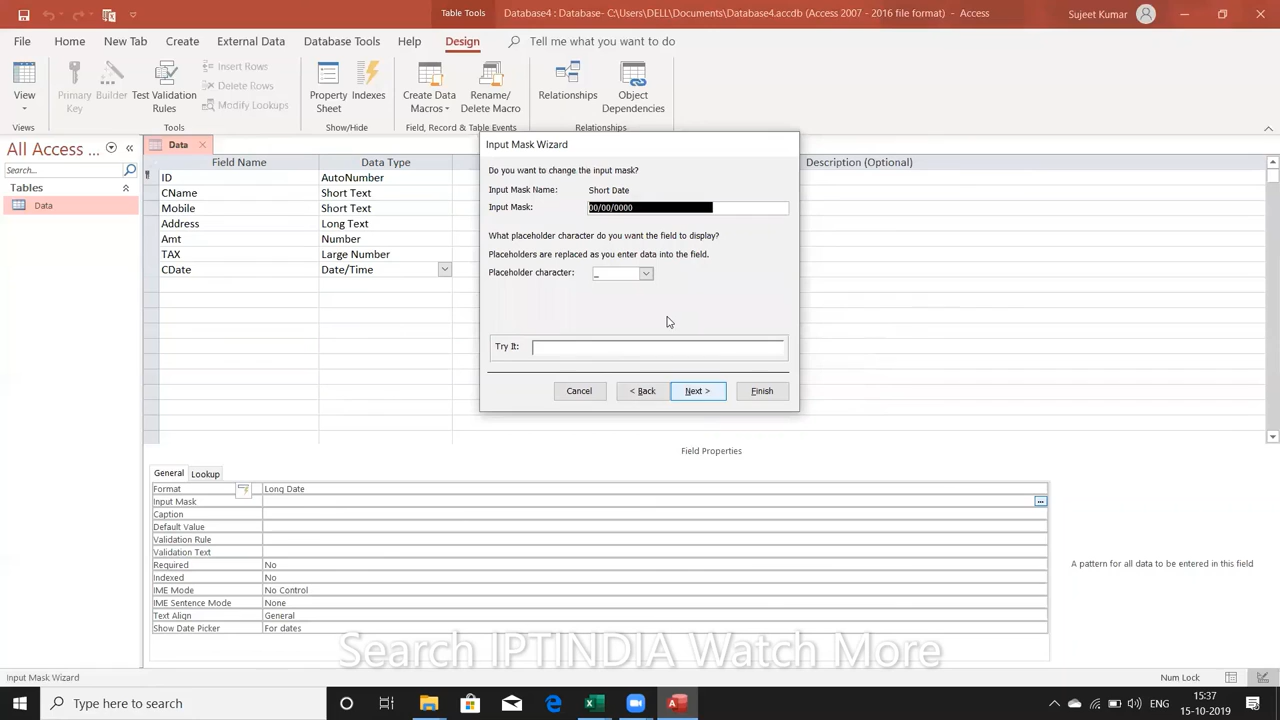 Table Tools
Database4 : Database- C:\Users\DELL\Documents\Database4.accdb (Access 2007 - 2016 file format) - Access
Sujeet Kumar
File Home New Tab Create External Data Database Tables Help Design Tell me what you want to do
View
Primary Key
Builder
Test Validation Rules
Insert Rows
Delete Rows
Modify Lookups
Property Sheet
Indexes
Create Data Macros
Rename/ Delete Macro
Relationships
Object Dependencies
Views
Tools
Show/Hide
Field, Record & Table Events
Relationships
All Access ...
Search...
Tables
Data
Data
Field Name Data Type Description (Optional)
ID AutoNumber
CName Short Text
Mobile Short Text
Address Long Text
Amt Number
TAX Large Number
CDate Date/Time
Input Mask Wizard
Do you want to change the input mask?
Input Mask Name: Short Date
Input Mask: 00/00/0000
What placeholder character do you want the field to display?
Placeholders are replaced as you enter data into the field.
Placeholder character: _
Try It:
Cancel < Back Next > Finish
Field Properties
General Lookup
Format Long Date
Input Mask
Caption
Default Value
Validation Rule
Validation Text
Required No
Indexed No
IME Mode No Control
IME Sentence Mode None
Text Align General
Show Date Picker For dates
A pattern for all data to be entered in this field
Search IPTINDIA Watch More
Input Mask Wizard
Num Lock
Type here to search
ENG
15:37
15-10-2019